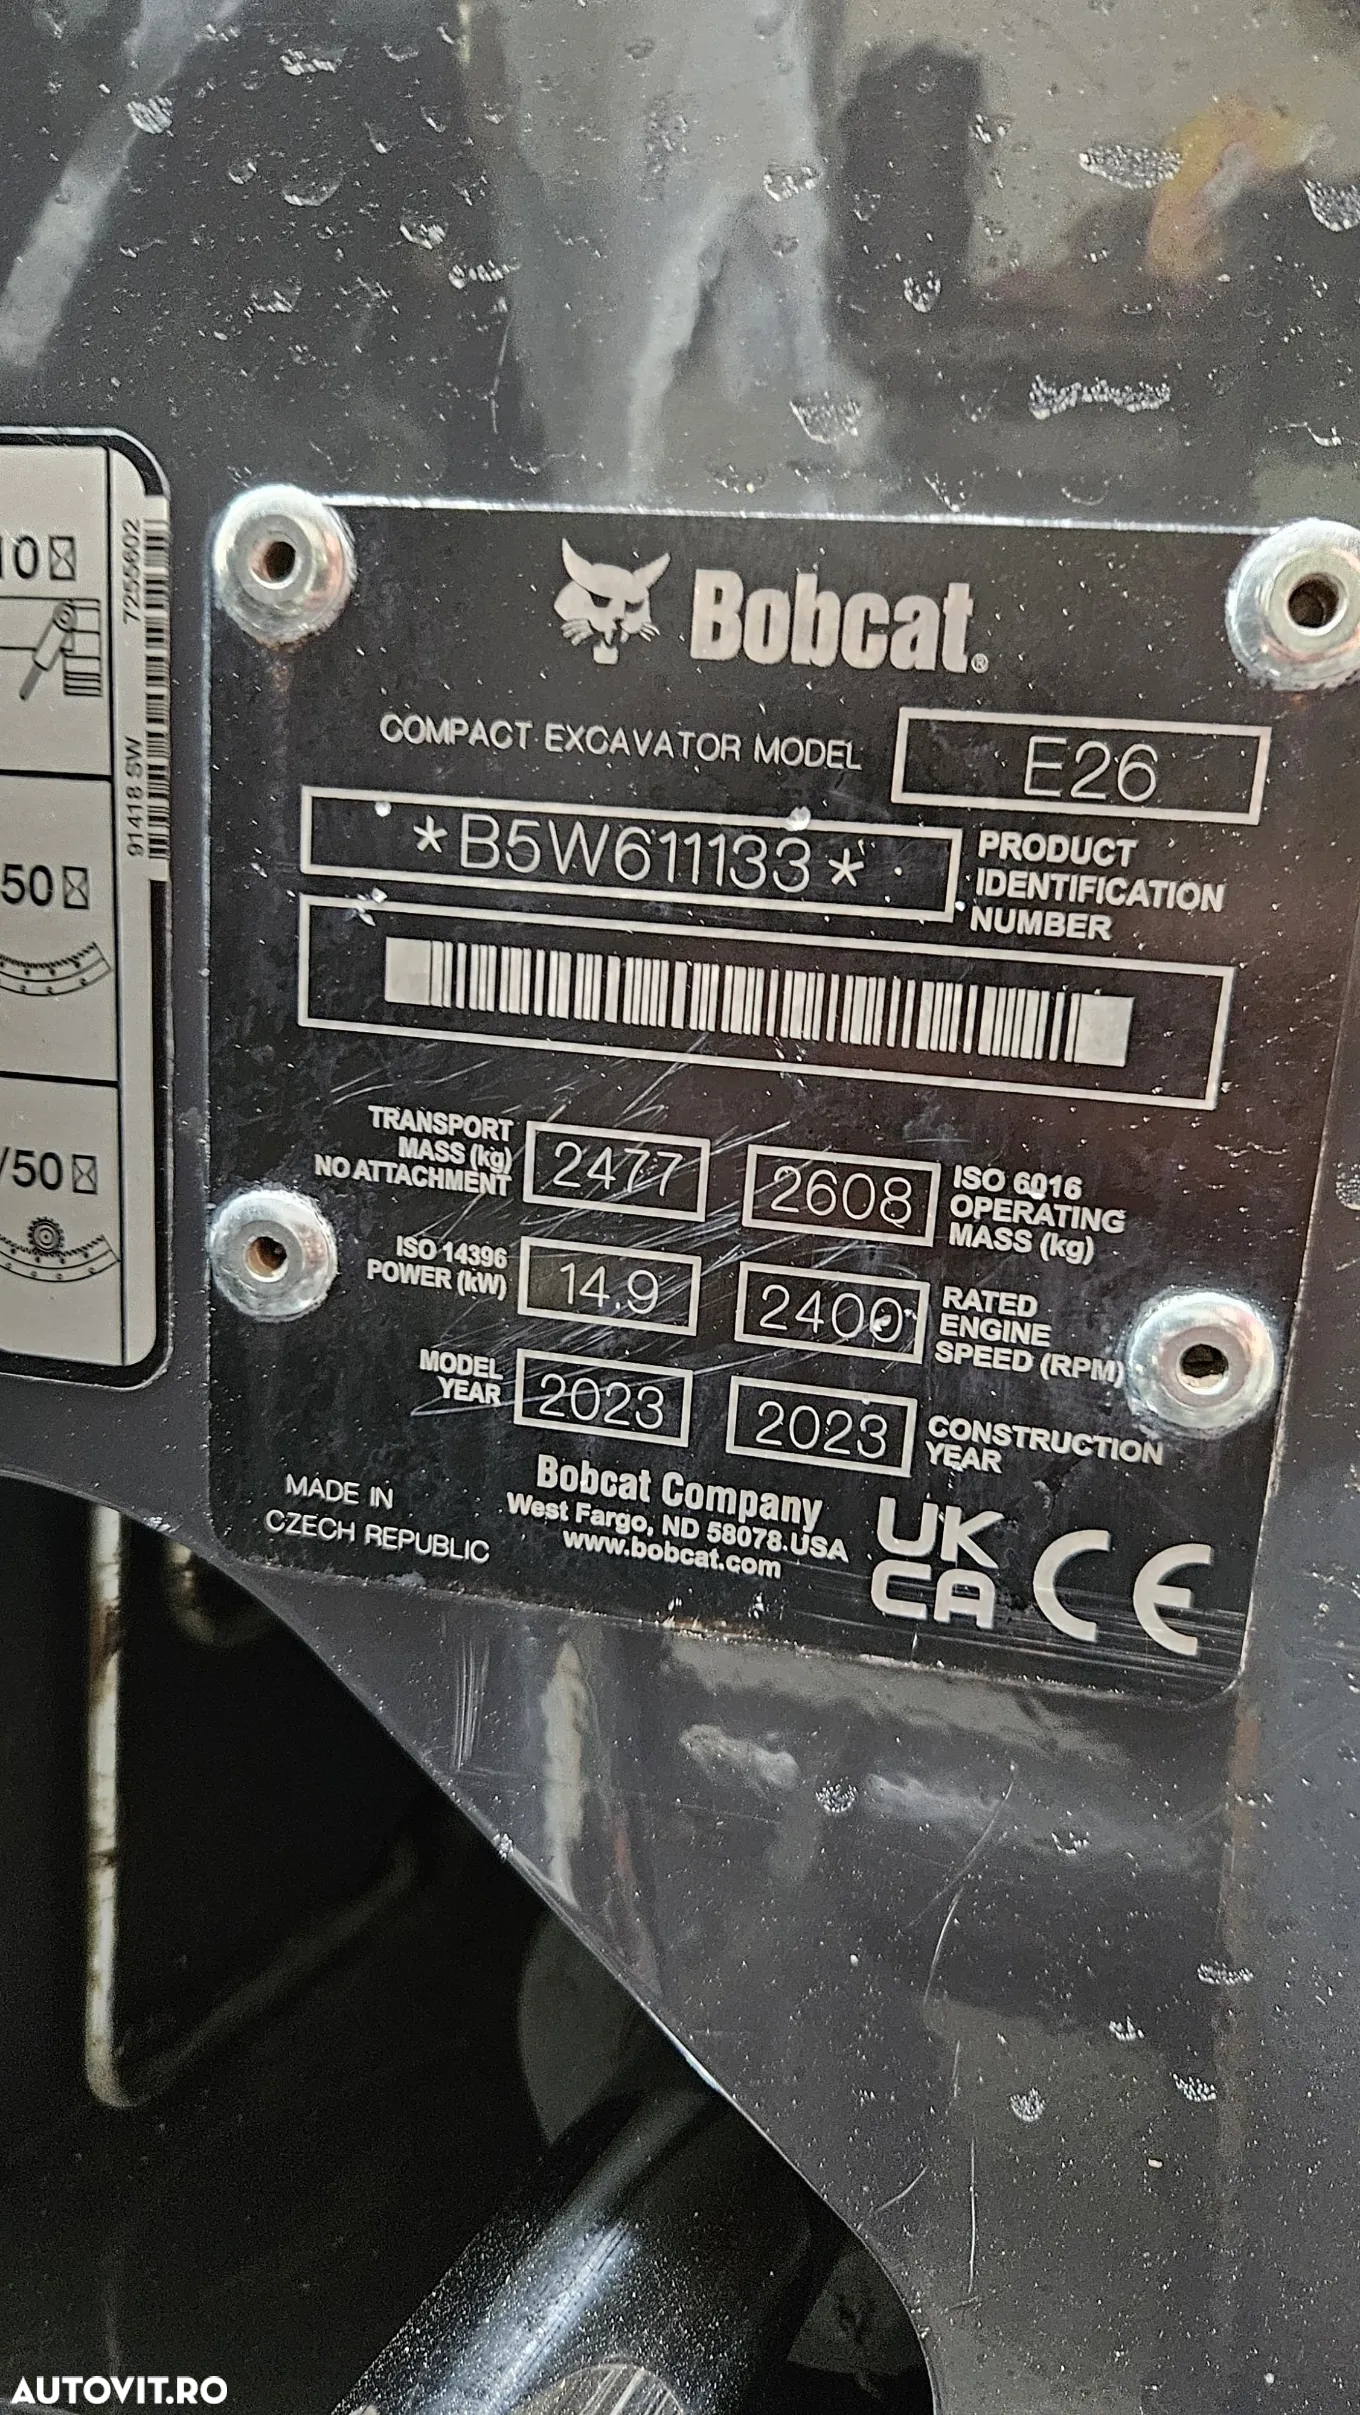 10
7255602
50
91418 SW
/50
Bobcat®
COMPACT EXCAVATOR MODEL E26
*B5W611133* PRODUCT
IDENTIFICATION
NUMBER
TRANSPORT
MASS (kg)
NO ATTACHMENT 2477
2608 ISO 6016
OPERATING
MASS (kg)
ISO 14396
POWER (kW) 14.9
2400 RATED
ENGINE
SPEED (RPM)
MODEL
YEAR 2023
2023 CONSTRUCTION
YEAR
MADE IN
CZECH REPUBLIC
Bobcat Company
West Fargo, ND 58078 USA
www.bobcat.com
UK
CA
CE
AUTOVIT.RO